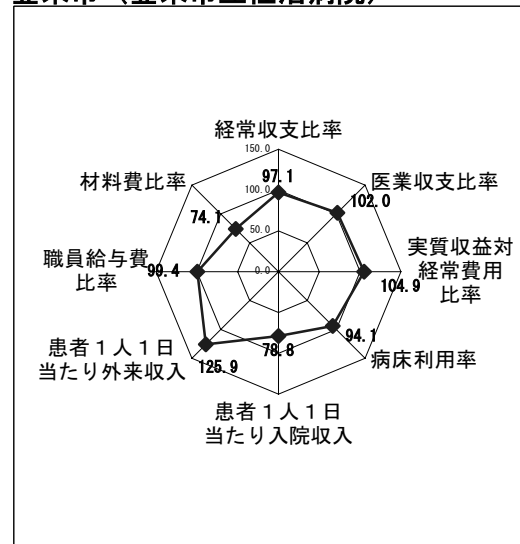 経常収支比率
150.0
97.1
100.0
50.0
0.0
医業収支比率
102.0
実質収益対
経常費用
比率
104.9
病床利用率
94.1
患者１人１日
当たり入院収入
78.8
患者１人１日
当たり外来収入
125.9
職員給与費
比率
99.4
材料費比率
74.1